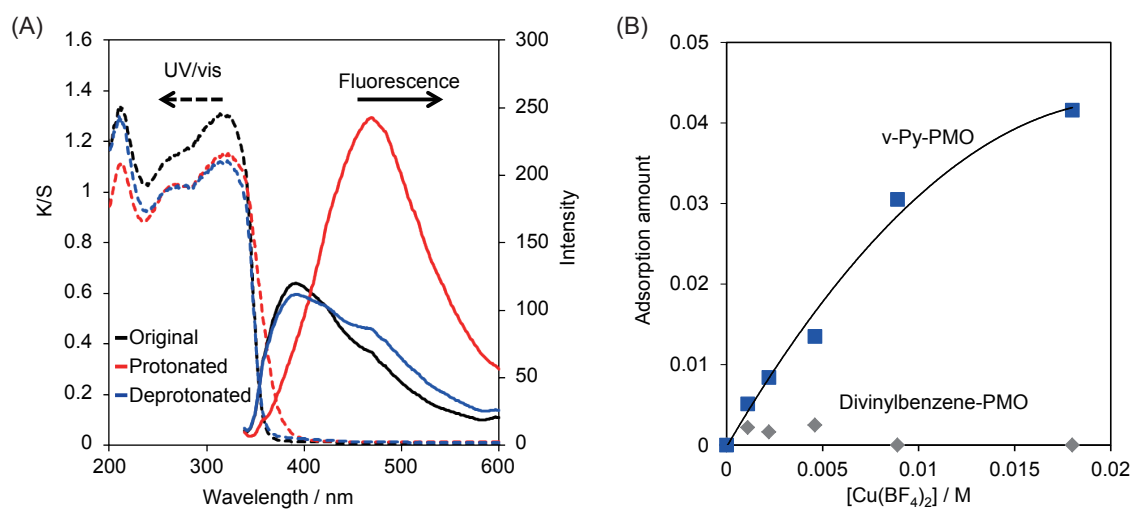 (A)
1.6
1.4
1.2
1
0.8
0.6
0.4
0.2
0
K/S
300
250
200
150
100
50
0
Intensity
UV/vis
Fluorescence
Original
Protonated
Deprotonated
200
300
400
500
600
Wavelength / nm
(B)
0.05
0.04
0.03
0.02
0.01
0
Adsorption amount
v-Py-PMO
Divinylbenzene-PMO
0
0.005
0.01
0.015
0.02
[Cu(BF₄)₂] / M